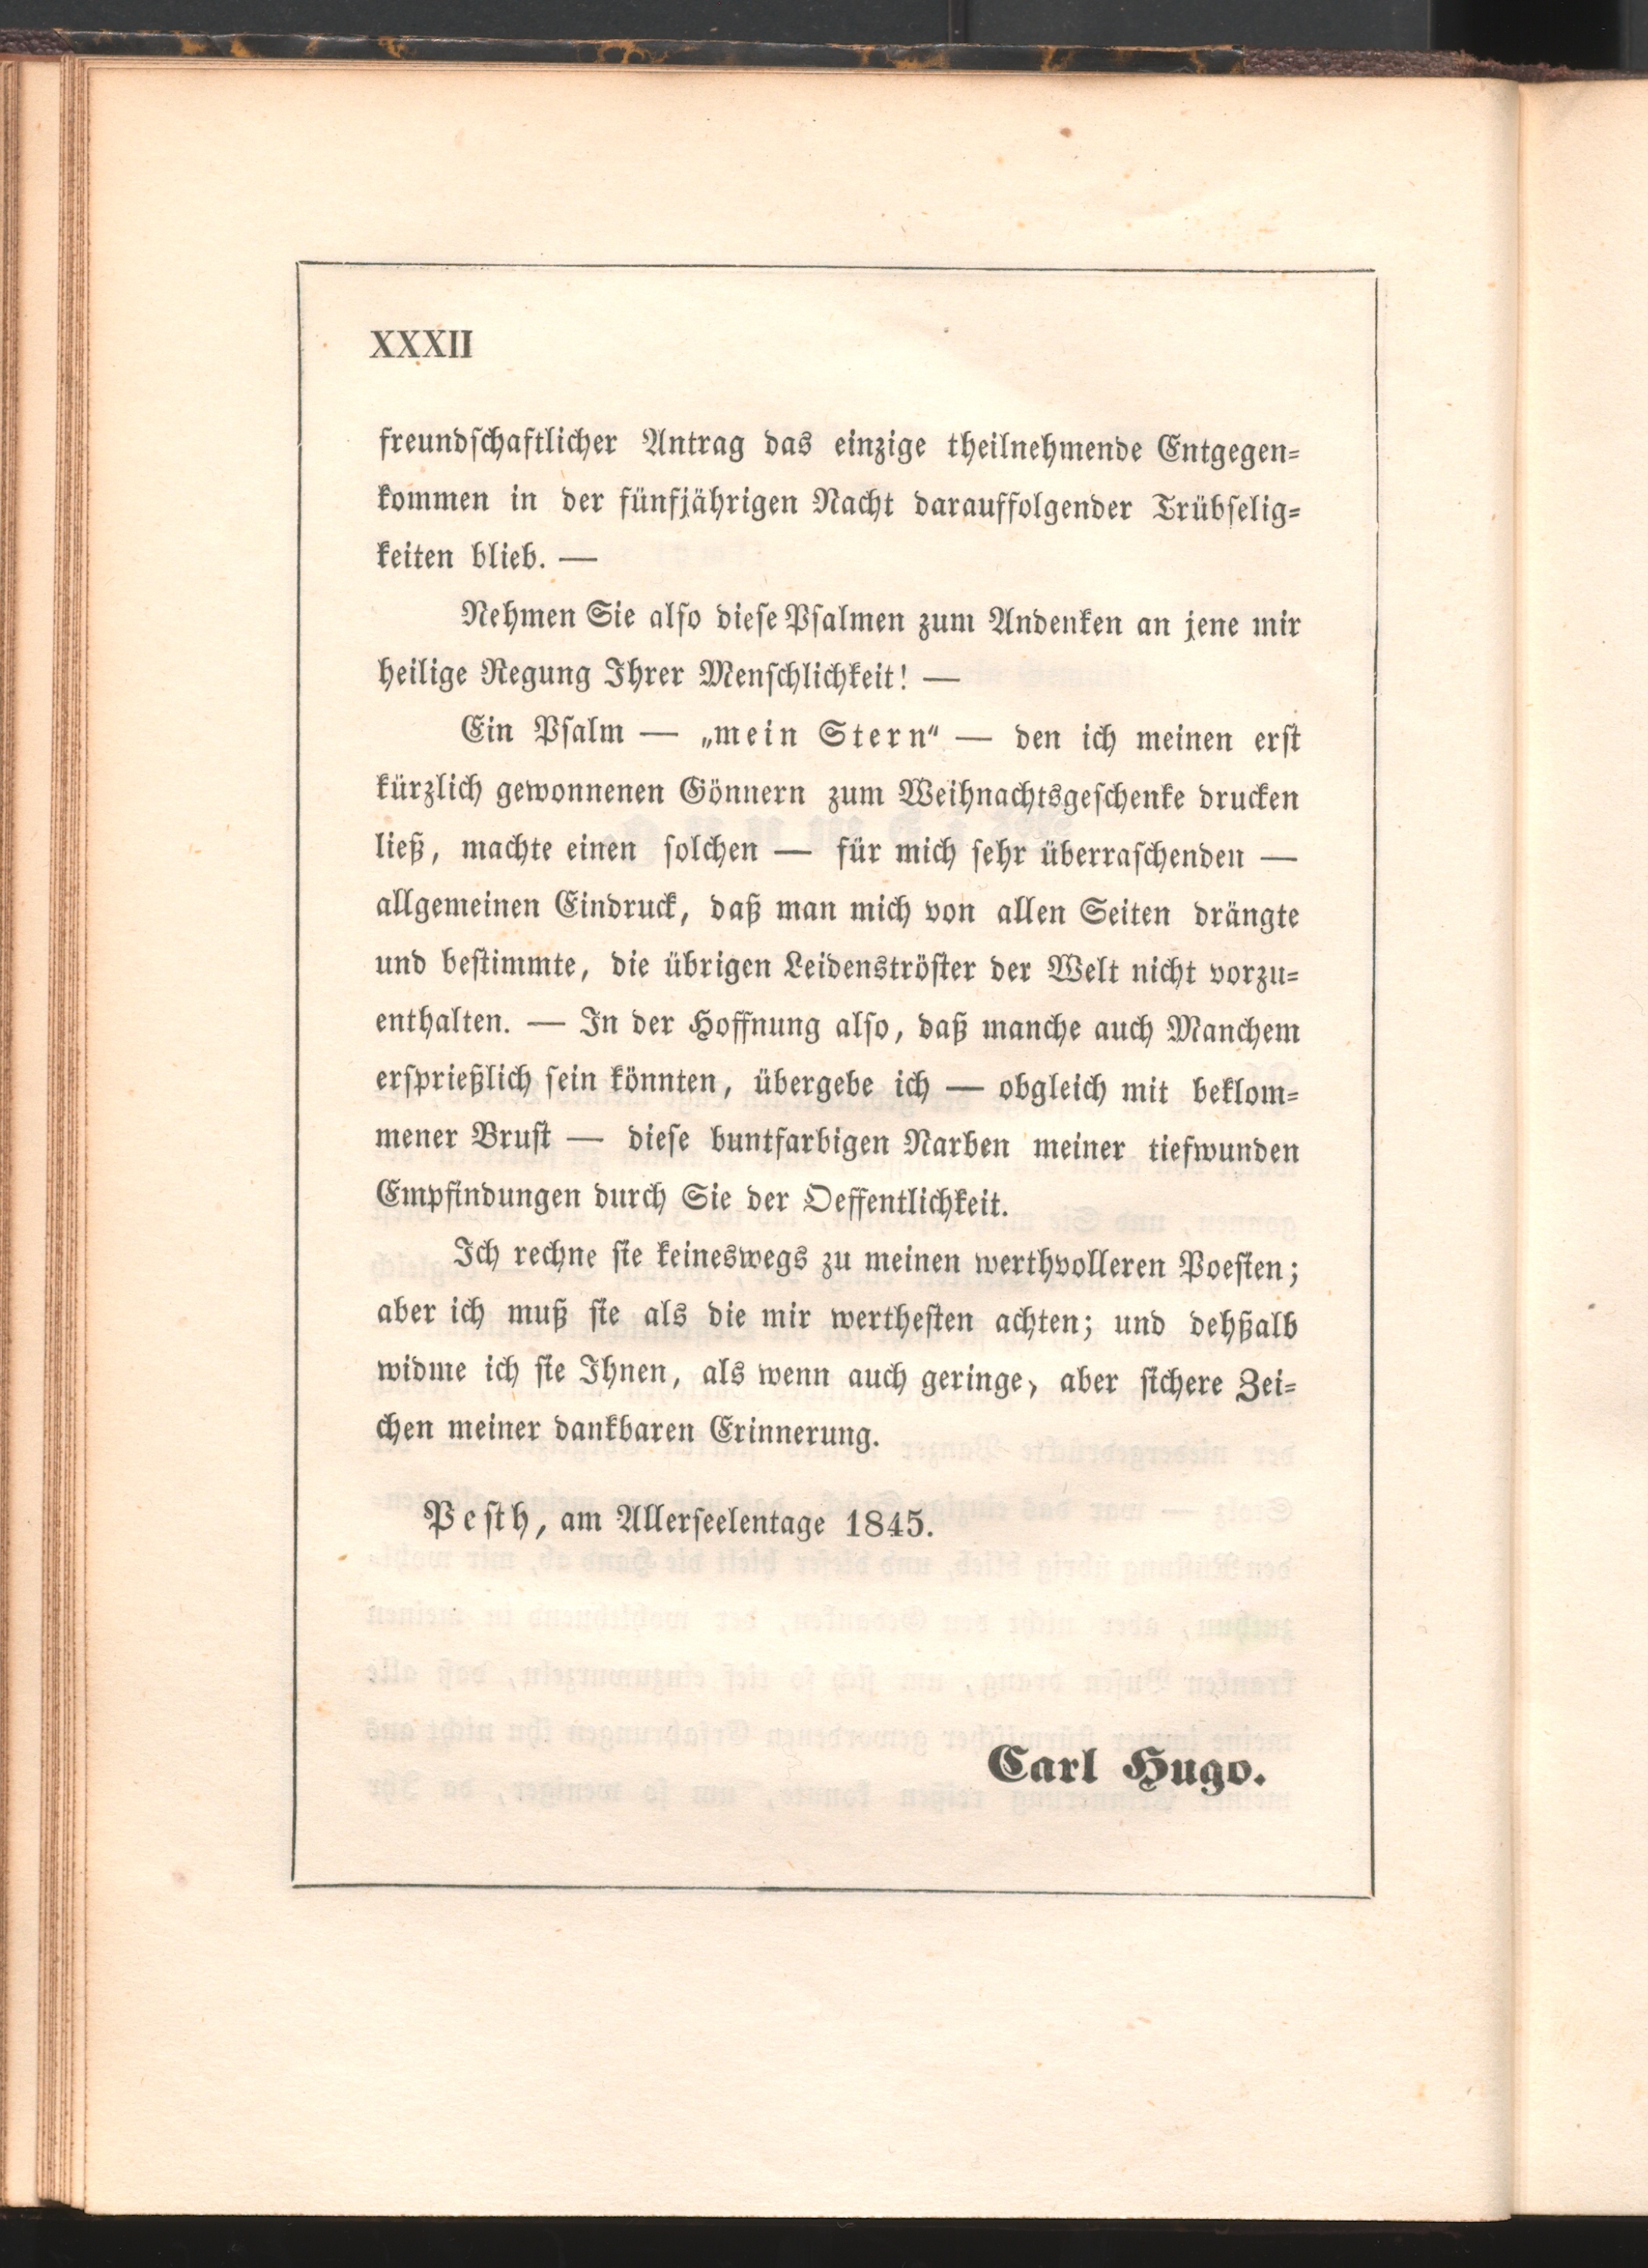 XXXII
freundschaftlicher Antrag das einzige theilnehmende Entgegen=
kommen in der fünfjährigen Nacht darauffolgender Trübselig=
keiten blieb. —
Nehmen Sie also diese Psalmen zum Andenken an jene mir
heilige Regung Ihrer Menschlichkeit! —
Ein Psalm — „mein Stern“ — den ich meinen erst
kürzlich gewonnenen Gönnern zum Weihnachtsgeschenke drucken
ließ, machte einen solchen — für mich sehr überraschenden —
allgemeinen Eindruck, daß man mich von allen Seiten drängte
und bestimmte, die übrigen Leidenströster der Welt nicht vorzu=
enthalten. — In der Hoffnung also, daß manche auch Manchem
ersprießlich sein könnten, übergebe ich — obgleich mit beklom=
mener Brust — diese buntfarbigen Narben meiner tiefwunden
Empfindungen durch Sie der Oeffentlichkeit.
Ich rechne sie keineswegs zu meinen werthvolleren Poesien;
aber ich muß sie als die mir werthesten achten; und dehßalb
widme ich sie Ihnen, als wenn auch geringe, aber sichere Zei=
chen meiner dankbaren Erinnerung.
Pesth, am Allerseelentage 1845.
Carl Hugo.